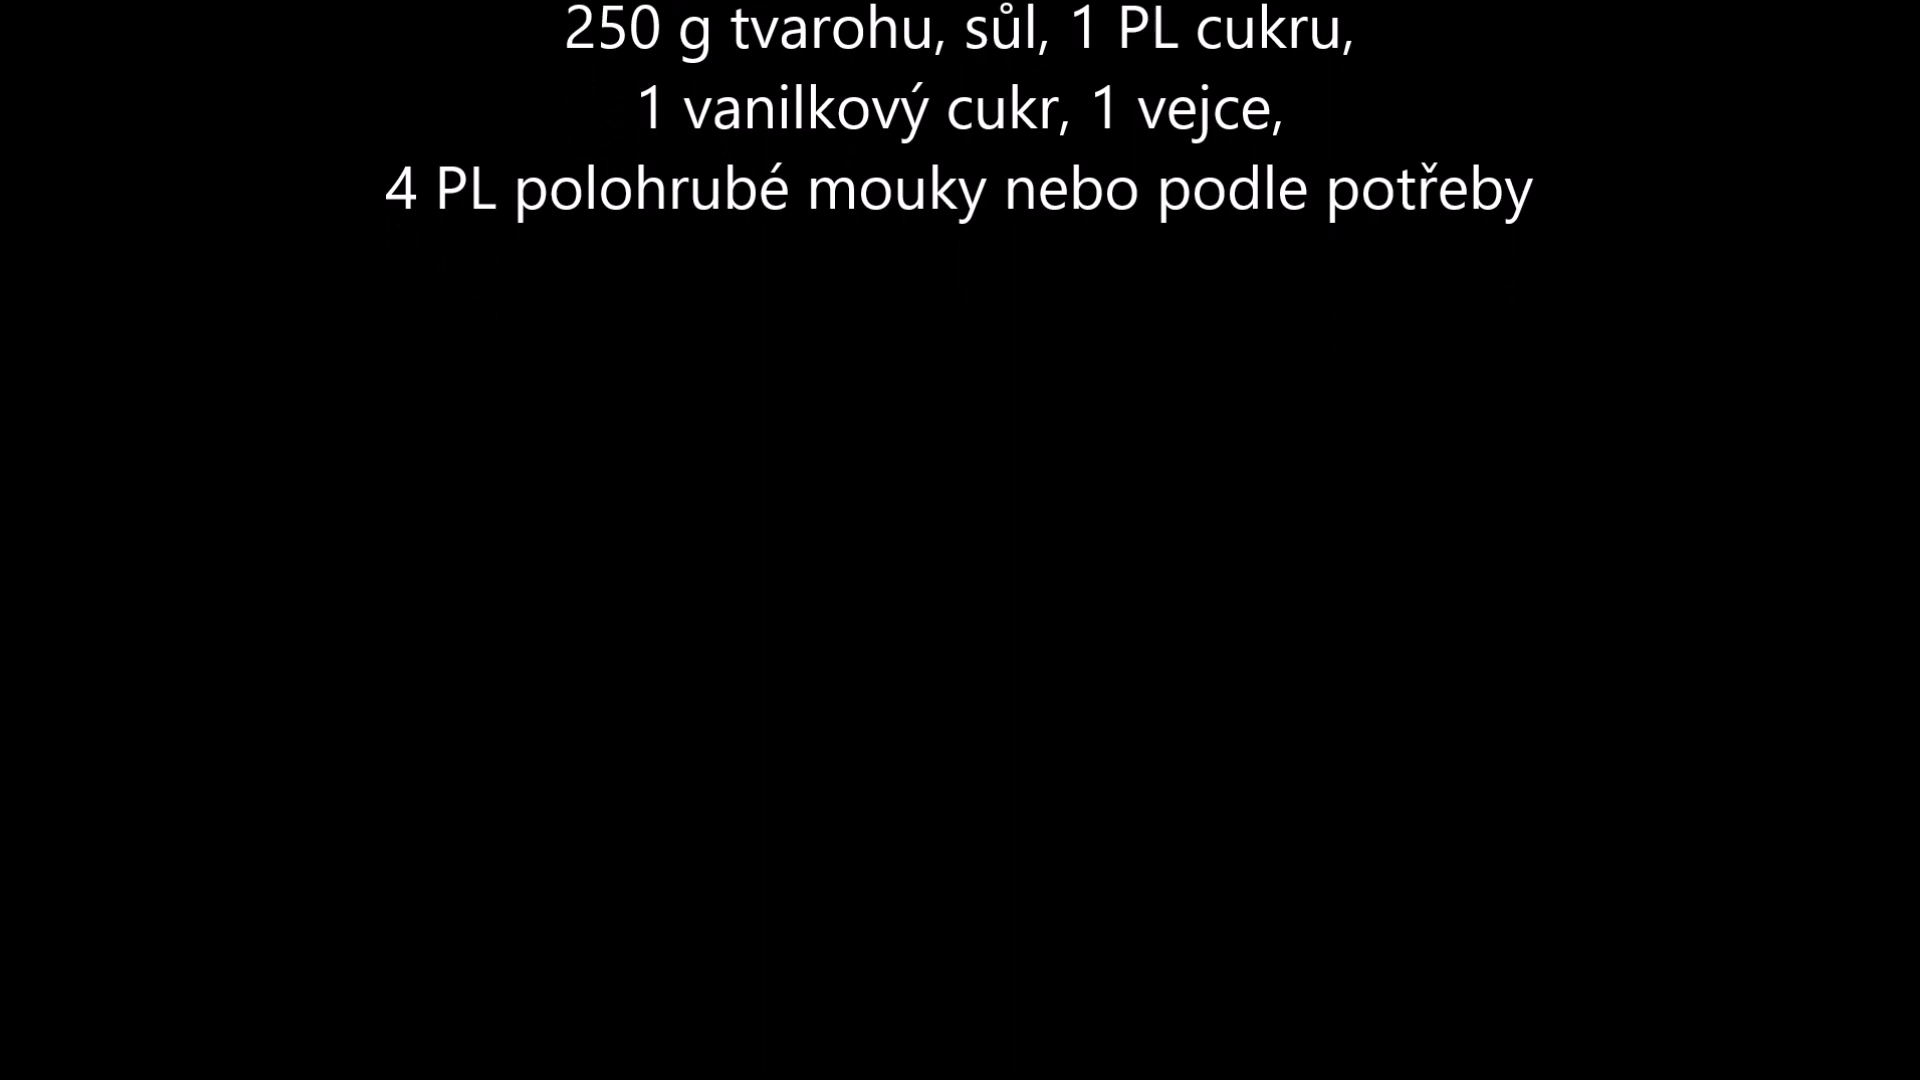 250 g tvarohu, sůl, 1 PL cukru,
1 vanilkový cukr, 1 vejce,
4 PL polohrubé mouky nebo podle potřeby